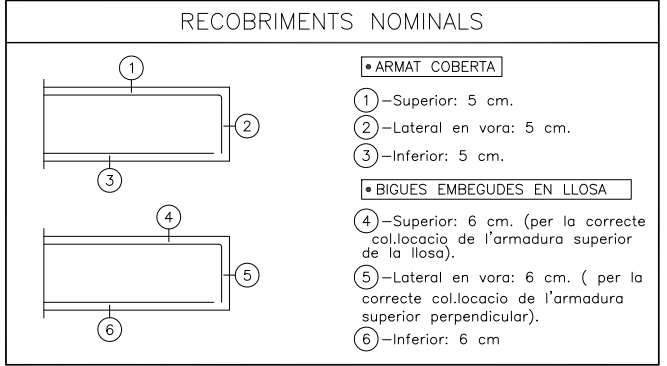 RECOBRIMENTS NOMINALS
1
2
3
• ARMAT COBERTA
1 -Superior: 5 cm.
2 -Lateral en vora: 5 cm.
3 -Inferior: 5 cm.
4
5
6
• BIGUES EMBEGUDES EN LLOSA
4 -Superior: 6 cm. (per la correcte
col.locacio de l'armadura superior
de la llosa).
5 -Lateral en vora: 6 cm. ( per la
correcte col.locacio de l'armadura
superior perpendicular).
6 -Inferior: 6 cm